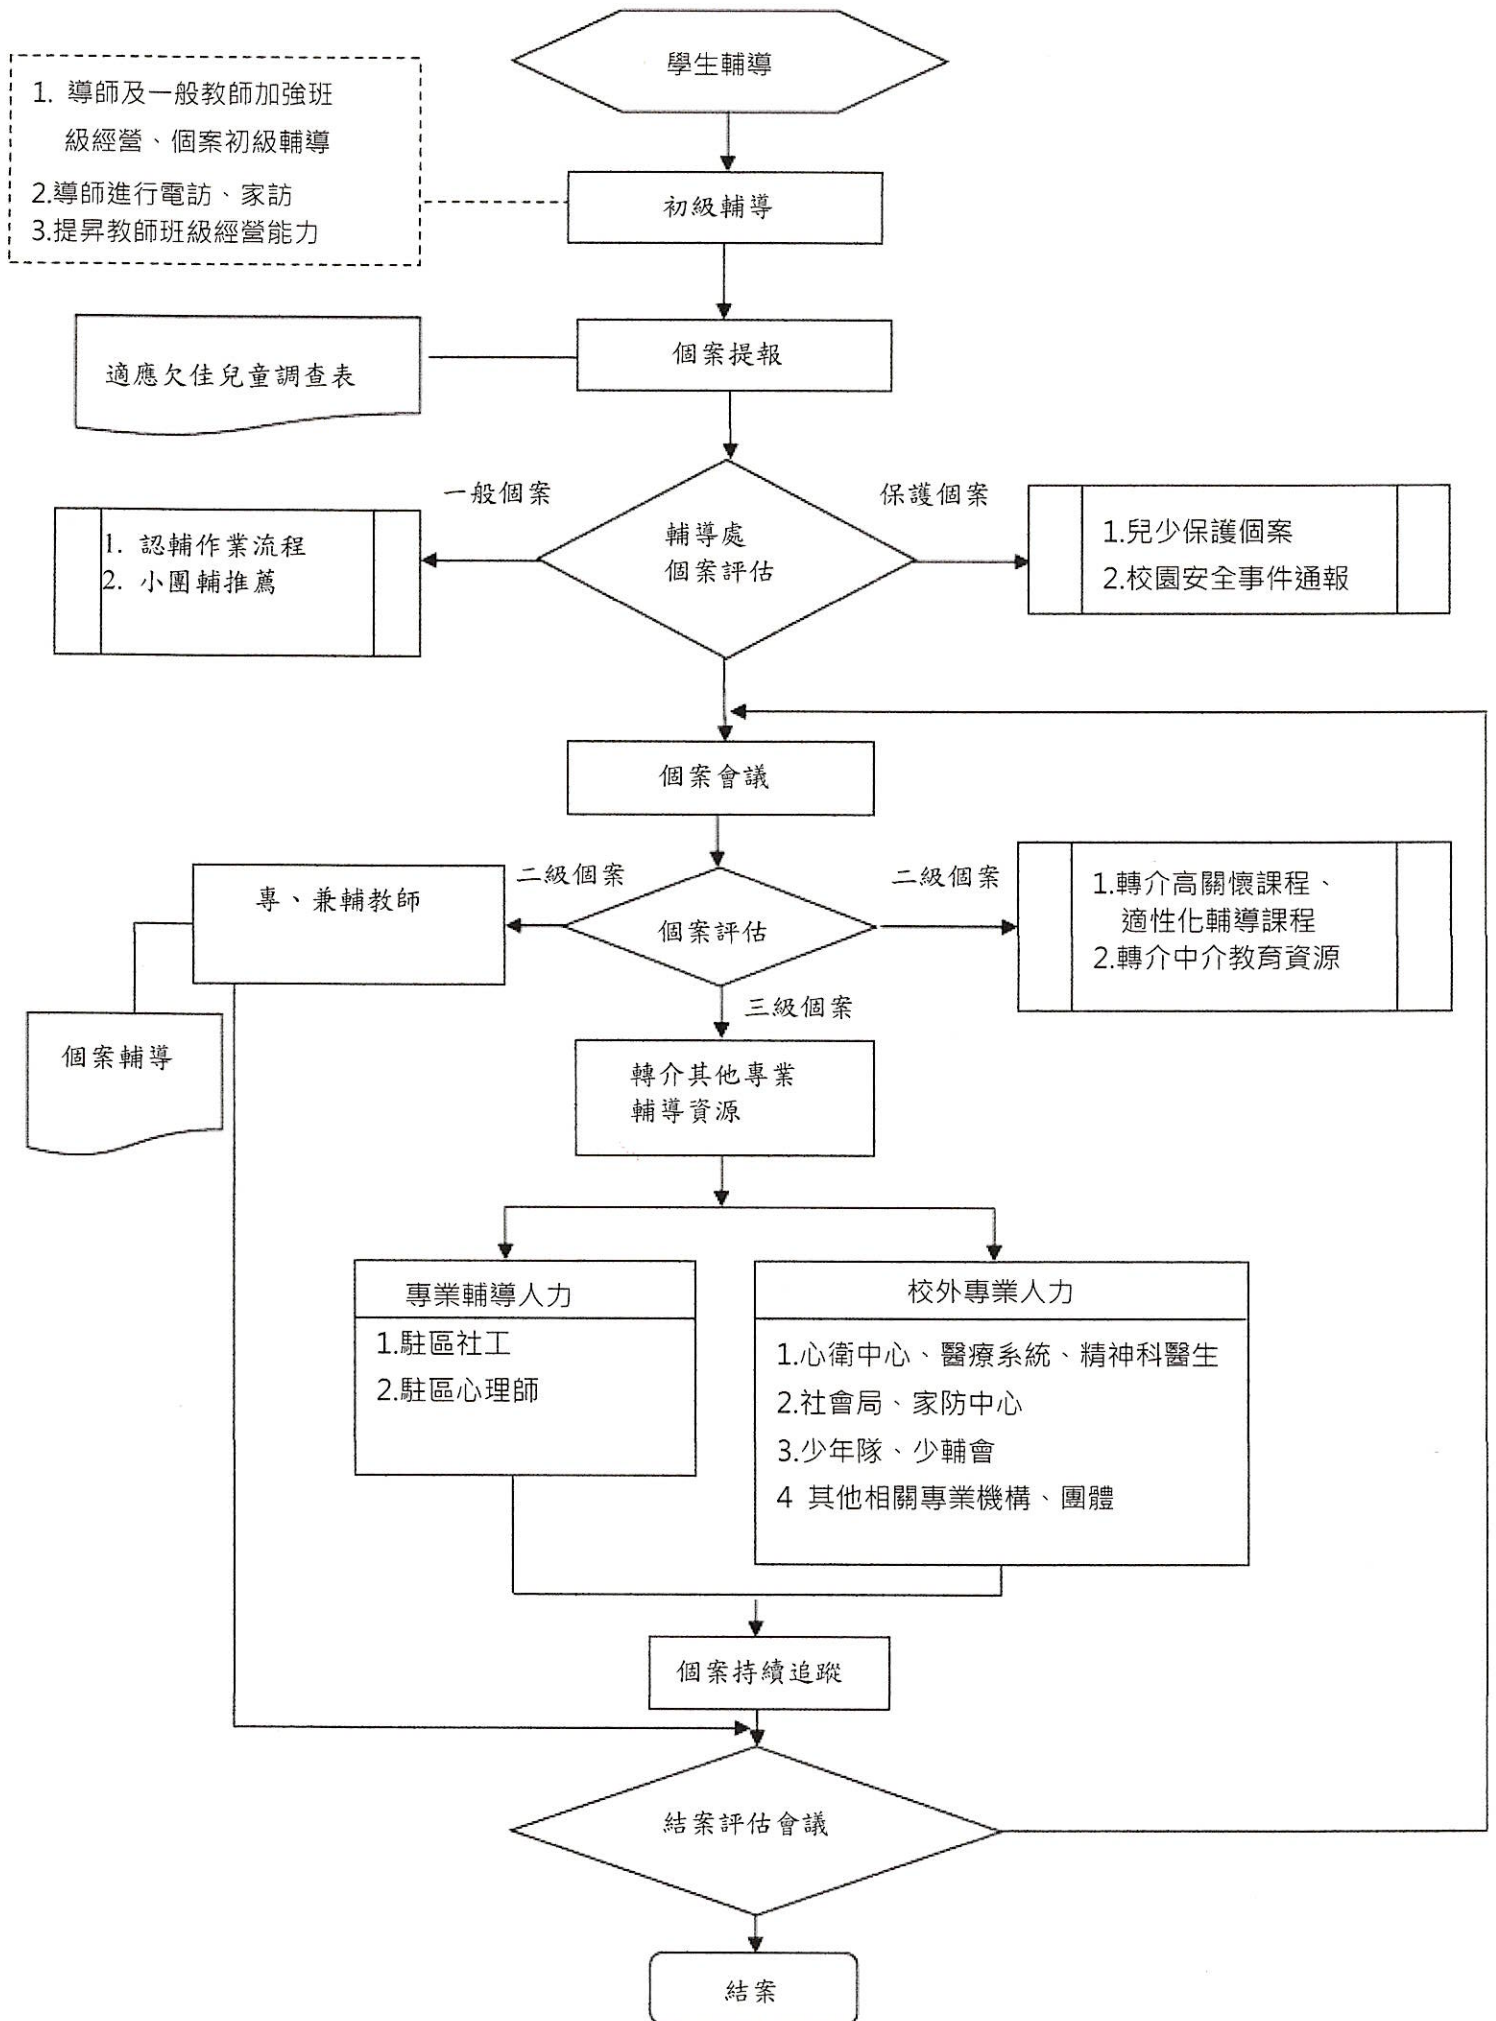 學生輔導
1. 導師及一般教師加強班
級經營、個案初級輔導
2.導師進行電訪、家訪
3.提昇教師班級經營能力
初級輔導
個案提報
適應欠佳兒童調查表
一般個案
保護個案
輔導處
個案評估
1. 認輔作業流程
2. 小團輔推薦
1.兒少保護個案
2.校園安全事件通報
個案會議
二級個案
二級個案
專、兼輔教師
個案評估
1.轉介高關懷課程、
適性化輔導課程
2.轉介中介教育資源
三級個案
個案輔導
轉介其他專業
輔導資源
專業輔導人力
1.駐區社工
2.駐區心理師
校外專業人力
1.心衛中心、醫療系統、精神科醫生
2.社會局、家防中心
3.少年隊、少輔會
4 其他相關專業機構、團體
個案持續追蹤
結案評估會議
結案